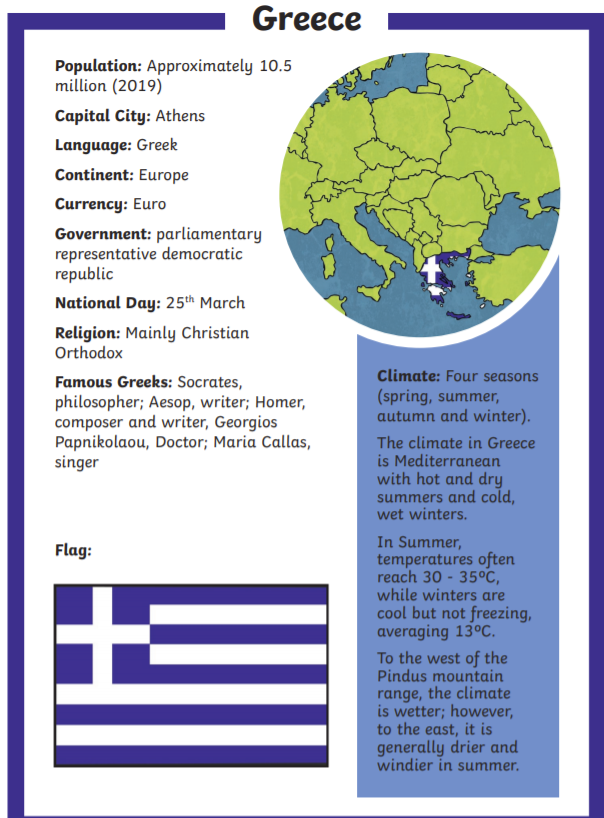 Greece
Population: Approximately 10.5
million (2019)
Capital City: Athens
Language: Greek
Continent: Europe
Currency: Euro
Government: parliamentary
representative democratic
republic
National Day: 25th March
Religion: Mainly Christian
Orthodox
Famous Greeks: Socrates,
philosopher; Aesop, writer; Homer,
composer and writer, Georgios
Papnikolaou, Doctor; Maria Callas,
singer
Flag:
Climate: Four seasons
(spring, summer,
autumn and winter).
The climate in Greece
is Mediterranean
with hot and dry
summers and cold,
wet winters.
In Summer,
temperatures often
reach 30 - 35ºC,
while winters are
cool but not freezing,
averaging 13ºC.
To the west of the
Pindus mountain
range, the climate
is wetter; however,
to the east, it is
generally drier and
windier in summer.